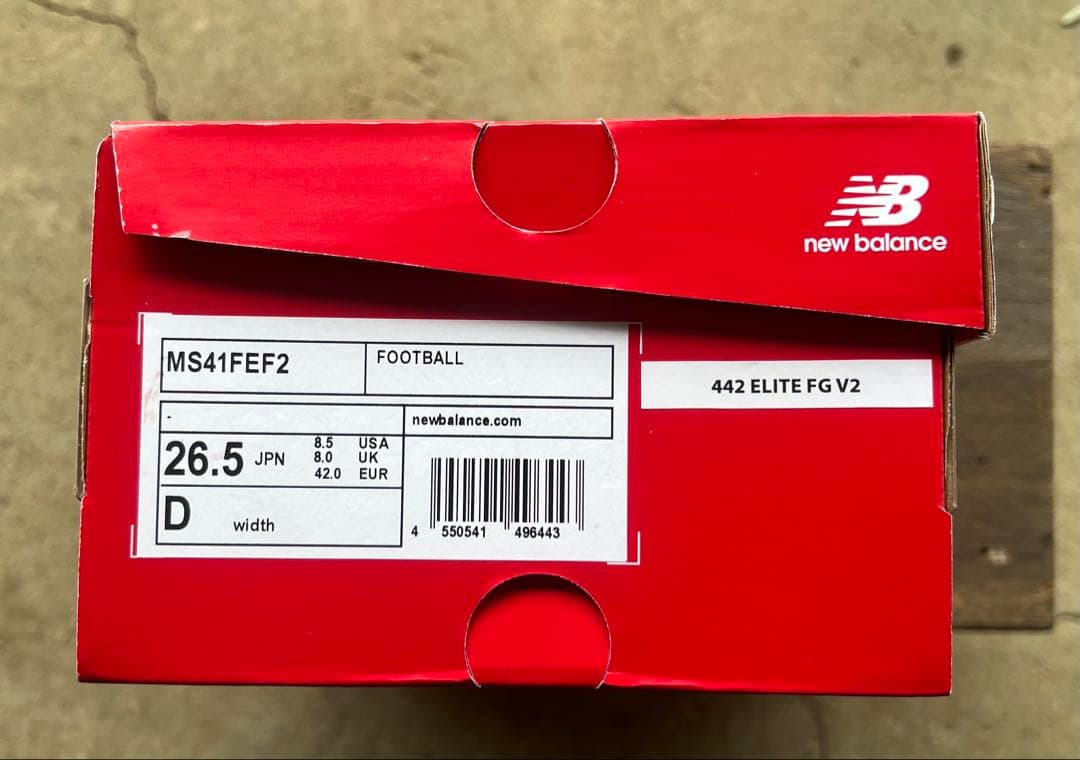 NB
new balance
MS41FEF2
FOOTBALL
442 ELITE FG V2
-
newbalance.com
26.5 JPN
8.5 USA
8.0 UK
42.0 EUR
D width
4 550541 496443